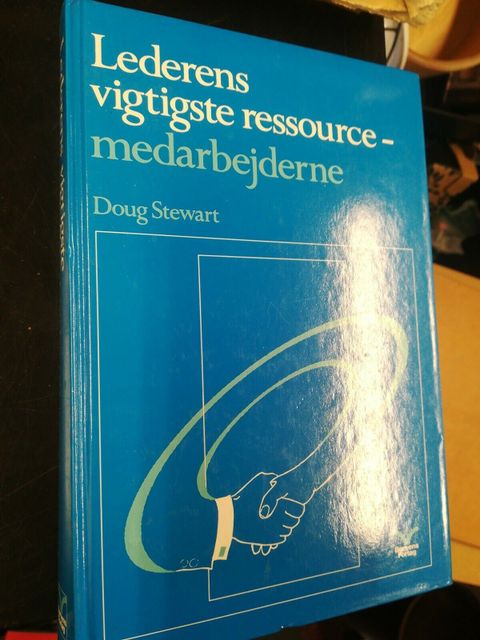 Lederens
vigtigste ressource –
medarbejderne
Doug Stewart